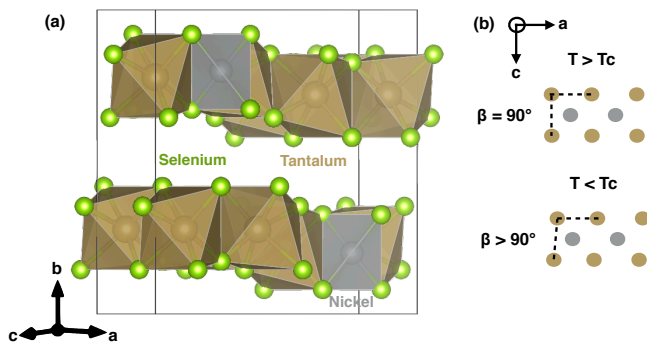 (a)
Selenium
Tantalum
Nickel
b
c
a
(b)
a
c
T > Tc
β = 90°
T < Tc
β > 90°